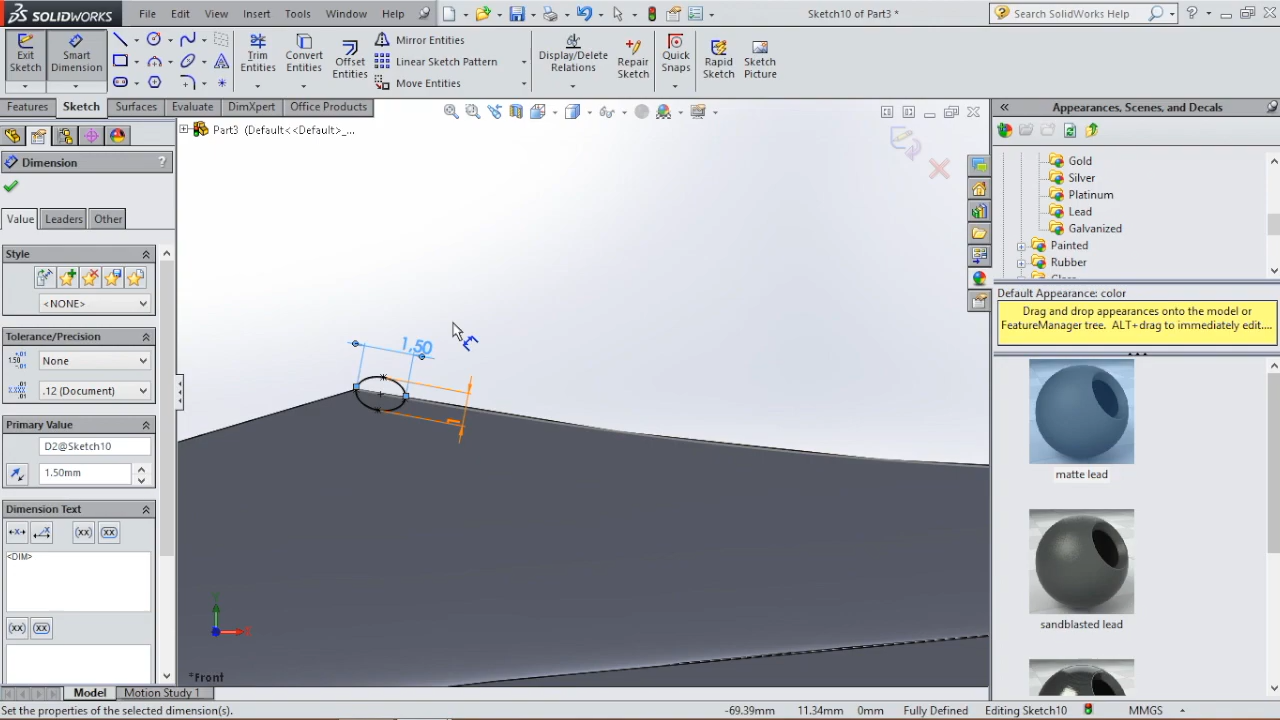 SOLIDWORKS File Edit View Insert Tools Window Help Sketch10 of Part3 * Search SolidWorks Help
Exit Sketch
Smart Dimension
Trim Entities
Convert Entities
Offset Entities
Mirror Entities
Linear Sketch Pattern
Move Entities
Display/Delete Relations
Repair Sketch
Quick Snaps
Rapid Sketch
Sketch Picture
Features Sketch Surfaces Evaluate DimXpert Office Products
Appearances, Scenes, and Decals
Part3 (Default<<Default>_...
Dimension ?
Value Leaders Other
Style
<NONE>
Tolerance/Precision
None
.12 (Document)
Primary Value
D2@Sketch10
1.50mm
Dimension Text
<DIM>
1,50
1
Y
X
*Front
Gold
Silver
Platinum
Lead
Galvanized
Painted
Rubber
Default Appearance: color
Drag and drop appearances onto the model or
FeatureManager tree. ALT+drag to immediately edit....
matte lead
sandblasted lead
Model Motion Study 1
Set the properties of the selected dimension(s). -69.39mm 11.34mm 0mm Fully Defined Editing Sketch10 MMGS